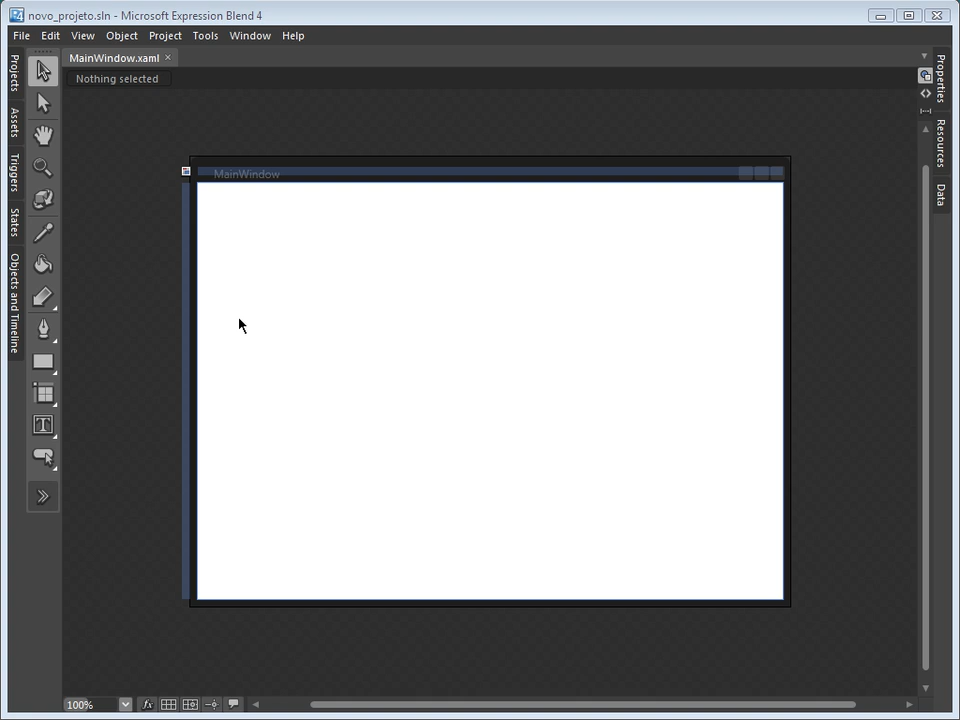 novo_projeto.sln - Microsoft Expression Blend 4
File Edit View Object Project Tools Window Help
MainWindow.xaml ×
Nothing selected
Projects
Assets
Triggers
States
Objects and Timeline
Properties
Resources
Data
MainWindow
100%
fx